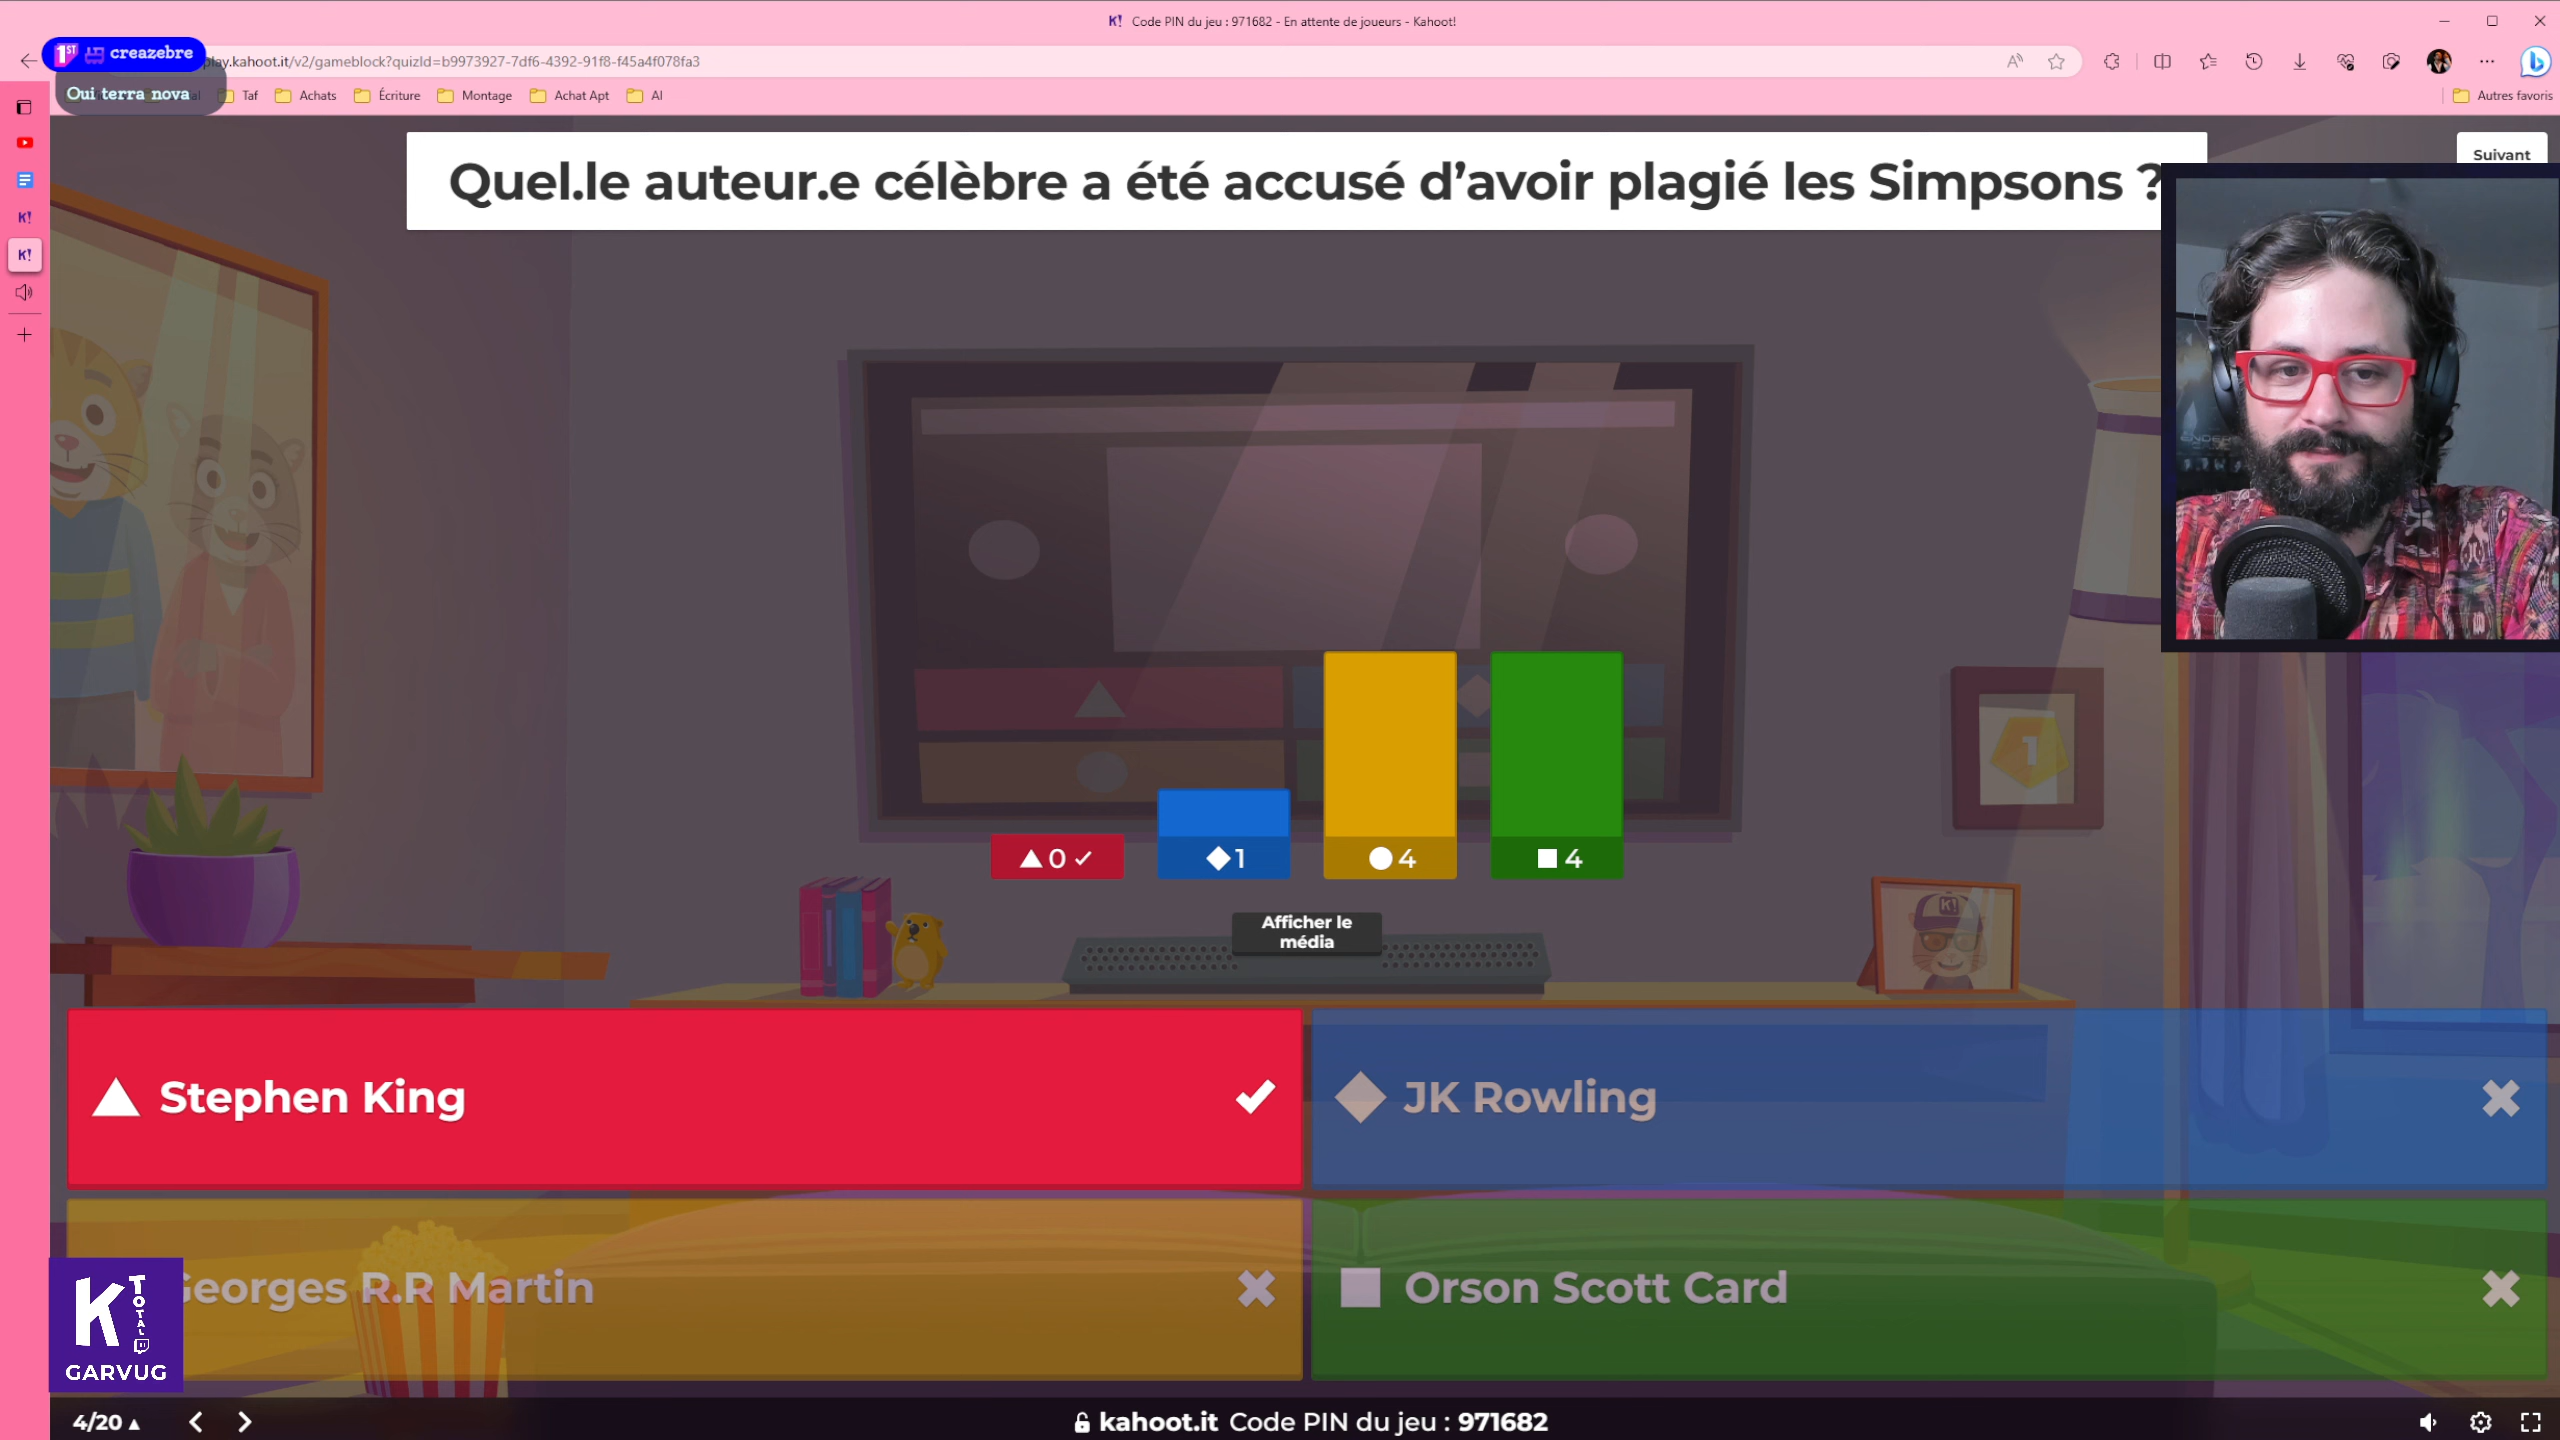 Code PIN du jeu : 971682 - En attente de joueurs - Kahoot!
1ST creazebre
play.kahoot.it/v2/gameblock?quizId=b9973927-7df6-4392-91f8-f45a4f078fa3
Oui terra nova
Taf
Achats
Écriture
Montage
Achat Apt
AI
Autres favoris
Quel.le auteur.e célèbre a été accusé d’avoir plagié les Simpsons ?
Suivant
K!
K!
0
1
4
4
Afficher le
média
Stephen King
JK Rowling
Georges R.R Martin
Orson Scott Card
K TOTAL
GARVUG
4/20
kahoot.it Code PIN du jeu : 971682